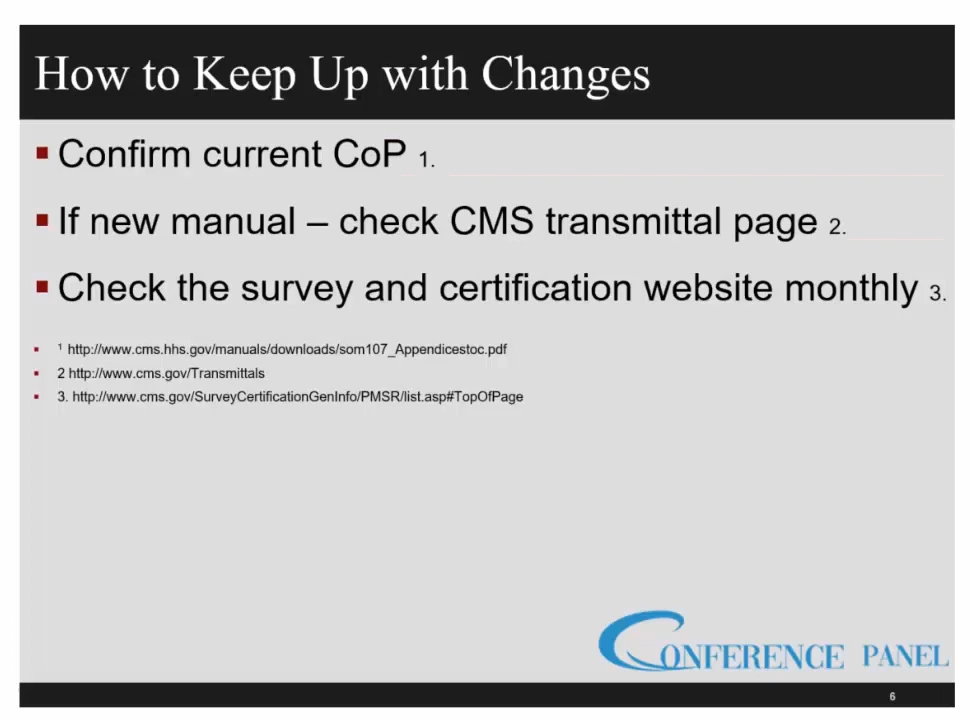 How to Keep Up with Changes
▪ Confirm current CoP 1.
▪ If new manual – check CMS transmittal page 2.
▪ Check the survey and certification website monthly 3.
▪ ¹ http://www.cms.hhs.gov/manuals/downloads/som107_Appendicestoc.pdf
▪ 2 http://www.cms.gov/Transmittals
▪ 3. http://www.cms.gov/SurveyCertificationGenInfo/PMSR/list.asp#TopOfPage
CONFERENCE PANEL
6